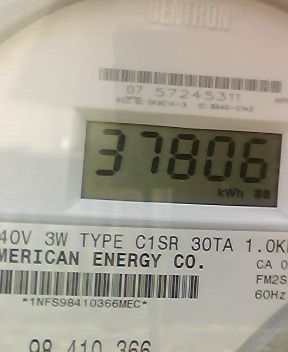 CENTRON
07 57245311
37806
kWh
40V 3W TYPE C1SR 30TA 1.0K
MERICAN ENERGY CO.
CA 0
FM2S
60Hz
*1NFS98410366MEC*
98 410 366